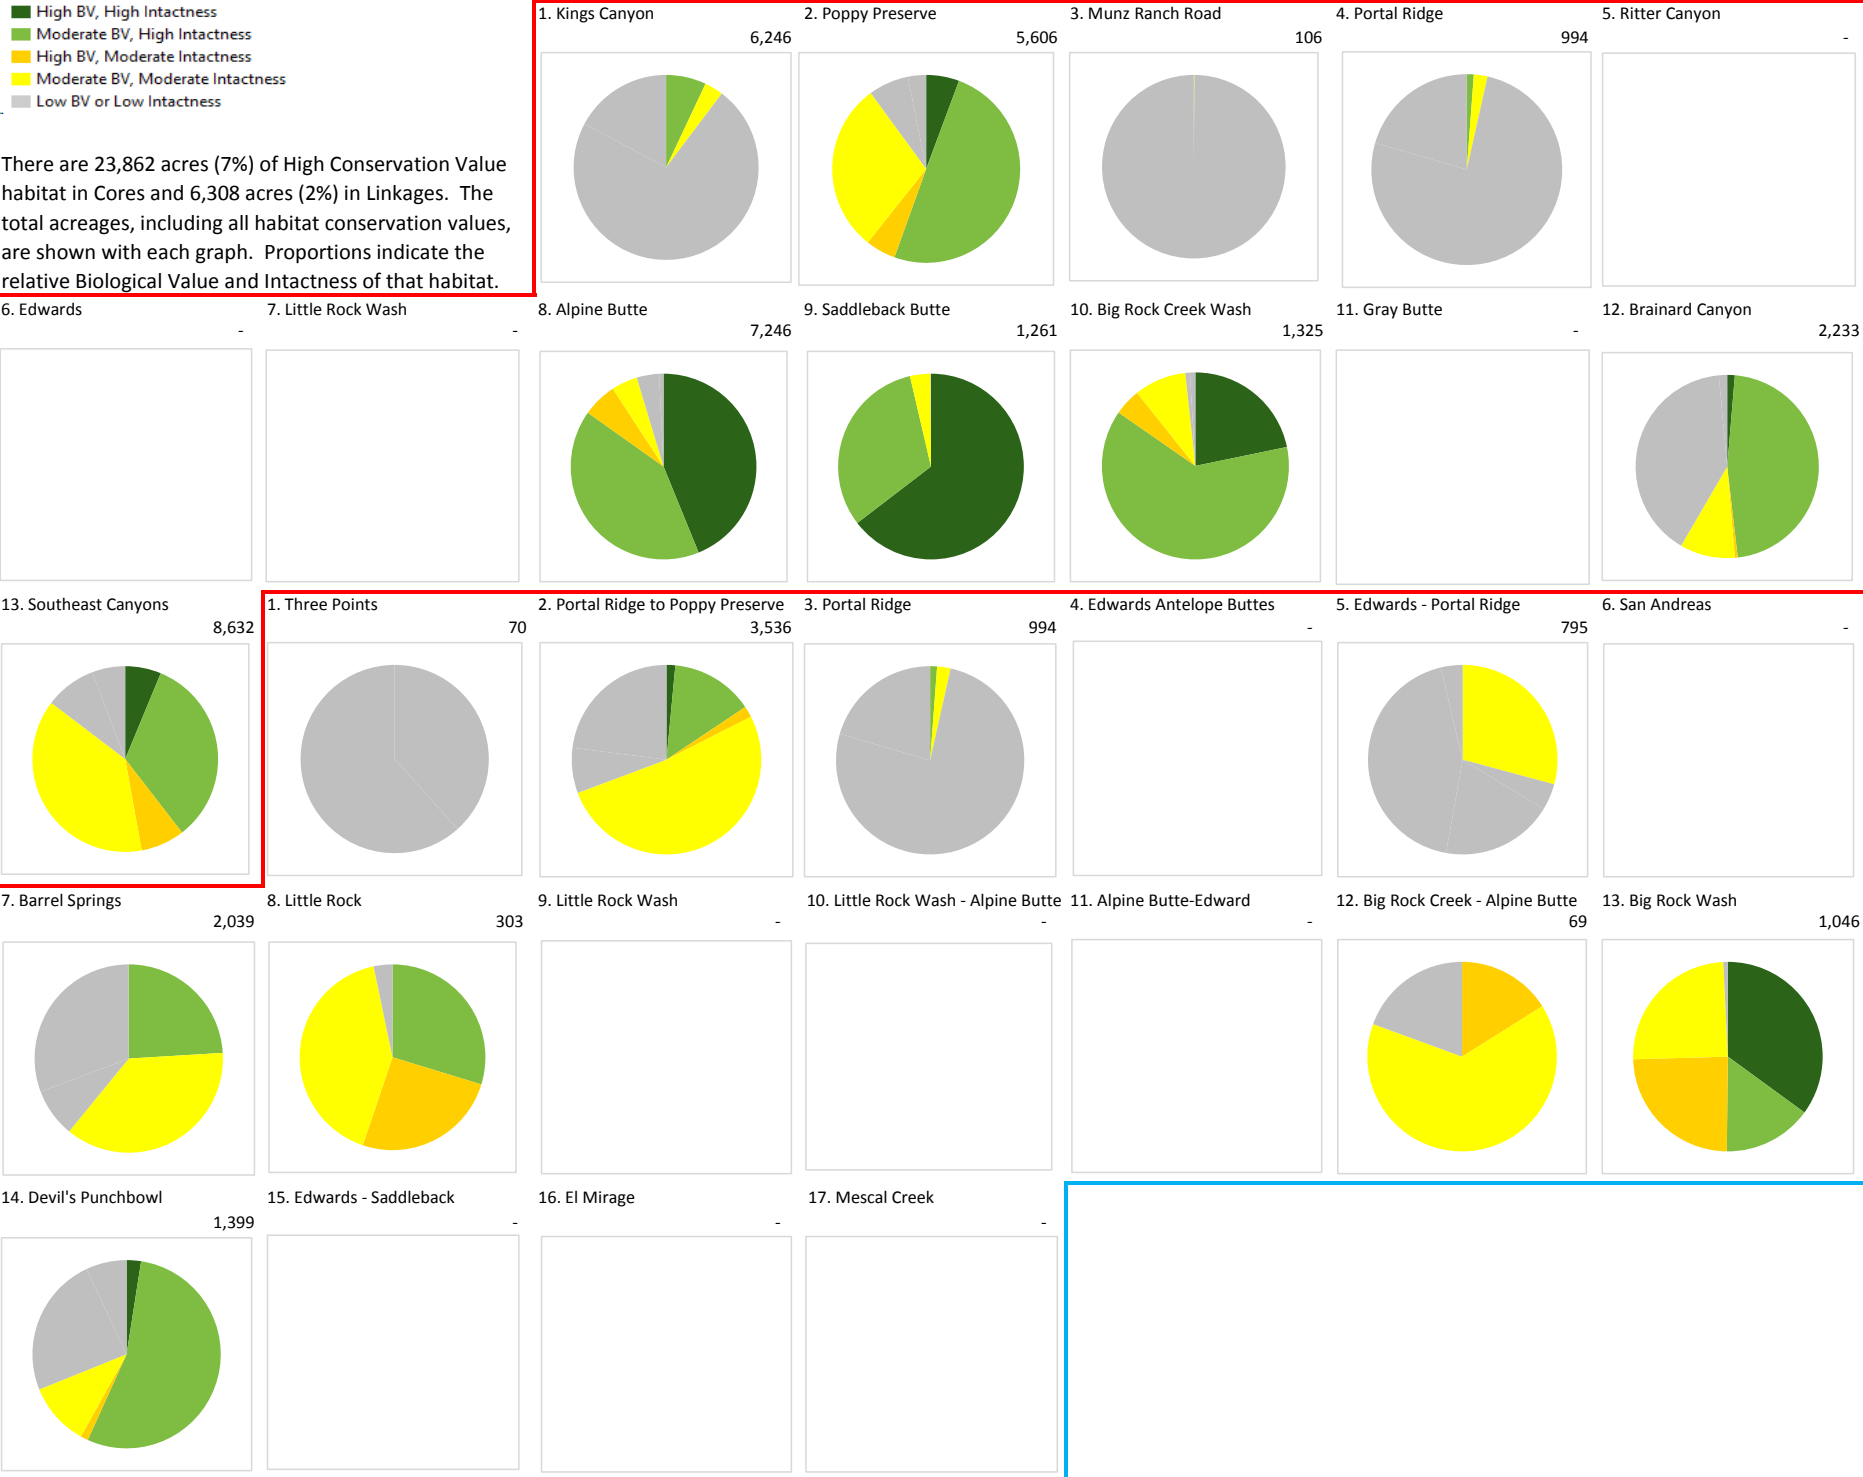 High BV, High Intactness
Moderate BV, High Intactness
High BV, Moderate Intactness
Moderate BV, Moderate Intactness
Low BV or Low Intactness
There are 23,862 acres (7%) of High Conservation Value
habitat in Cores and 6,308 acres (2%) in Linkages. The
total acreages, including all habitat conservation values,
are shown with each graph. Proportions indicate the
relative Biological Value and Intactness of that habitat.
1. Kings Canyon
6,246
2. Poppy Preserve
5,606
3. Munz Ranch Road
106
4. Portal Ridge
994
5. Ritter Canyon
-
6. Edwards
-
7. Little Rock Wash
-
8. Alpine Butte
7,246
9. Saddleback Butte
1,261
10. Big Rock Creek Wash
1,325
11. Gray Butte
-
12. Brainard Canyon
2,233
13. Southeast Canyons
8,632
1. Three Points
70
2. Portal Ridge to Poppy Preserve
3,536
3. Portal Ridge
994
4. Edwards Antelope Buttes
-
5. Edwards - Portal Ridge
795
6. San Andreas
-
7. Barrel Springs
2,039
8. Little Rock
303
9. Little Rock Wash
-
10. Little Rock Wash - Alpine Butte
-
11. Alpine Butte-Edward
-
12. Big Rock Creek - Alpine Butte
69
13. Big Rock Wash
1,046
14. Devil's Punchbowl
1,399
15. Edwards - Saddleback
-
16. El Mirage
-
17. Mescal Creek
-